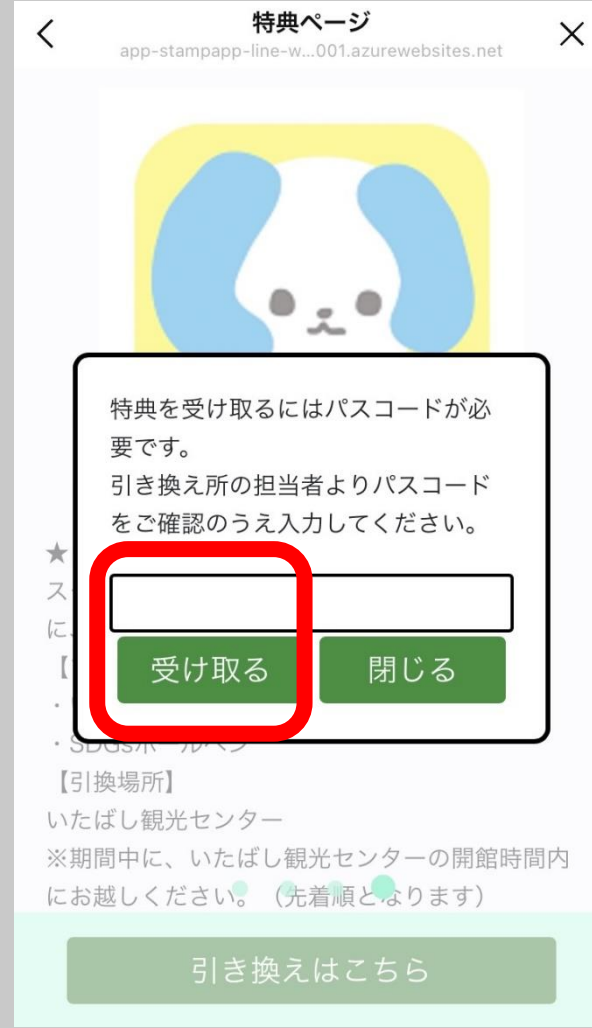 特典ページ
app-stampapp-line-w...001.azurewebsites.net
特典を受け取るにはパスコードが必
要です。
引き換え所の担当者よりパスコード
をご確認のうえ入力してください。
★
ス
に、
受け取る
閉じる
【
・
・SDGsボールペン
【引換場所】
いたばし観光センター
※期間中に、いたばし観光センターの開館時間内
にお越しください。（先着順となります）
引き換えはこちら